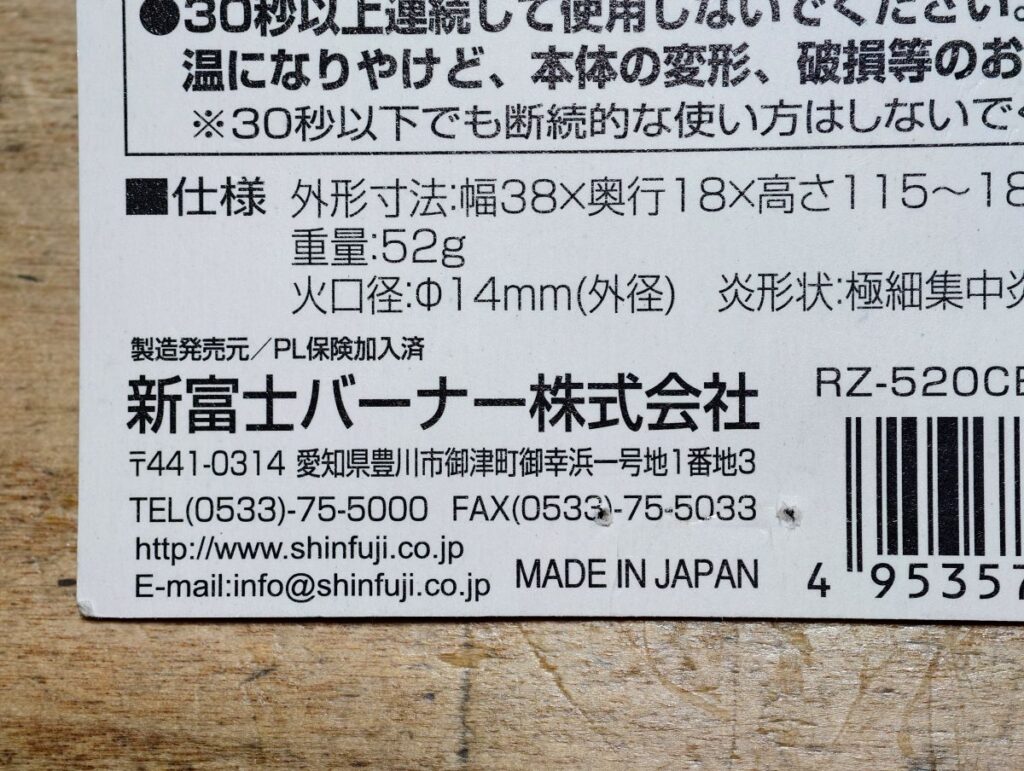 ●30秒以上連続して使用しないでください。
温になりやけど、本体の変形、破損等のお
※30秒以下でも断続的な使い方はしないで
■仕様 外形寸法:幅38×奥行18×高さ115～18
重量:52g
火口径:Φ14mm(外径) 炎形状:極細集中炎
製造発売元／PL保険加入済
新富士バーナー株式会社
RZ-520C
〒441-0314 愛知県豊川市御津町御幸浜一号地1番地3
TEL(0533)-75-5000 FAX(0533)-75-5033
http://www.shinfuji.co.jp
E-mail:info@shinfuji.co.jp MADE IN JAPAN
4 95357